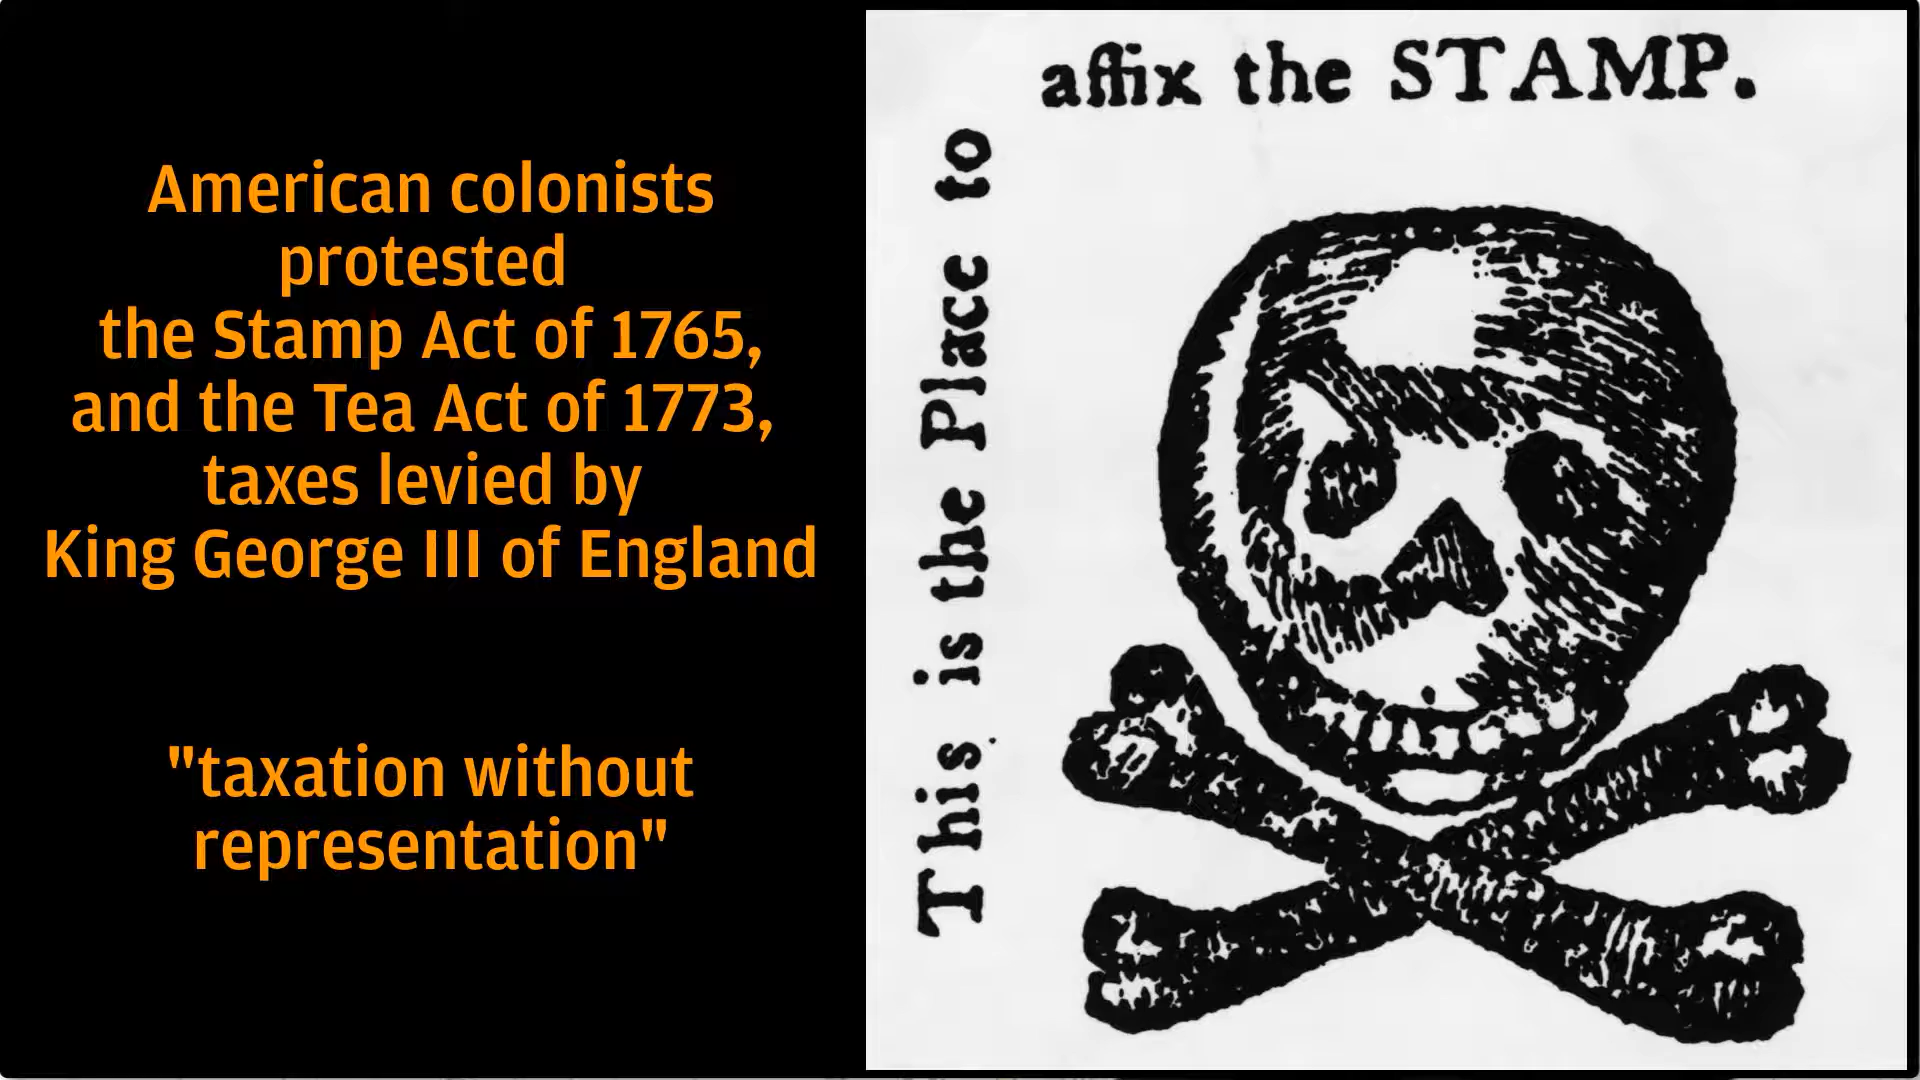 American colonists
protested
the Stamp Act of 1765,
and the Tea Act of 1773,
taxes levied by
King George III of England
"taxation without
representation"
This is the Place to
affix the STAMP.